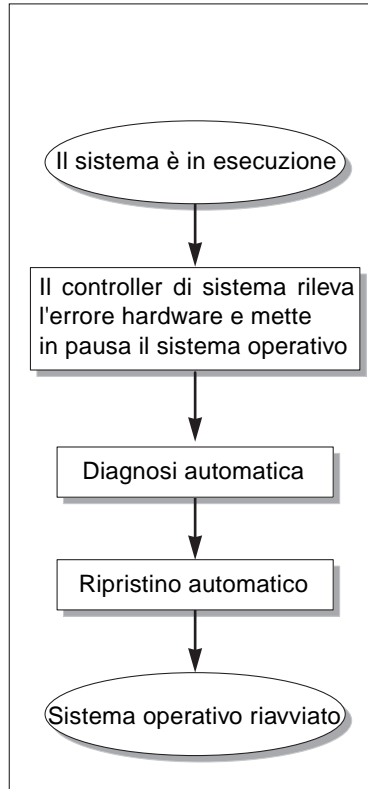 Il sistema è in esecuzione
Il controller di sistema rileva
l'errore hardware e mette
in pausa il sistema operativo
Diagnosi automatica
Ripristino automatico
Sistema operativo riavviato